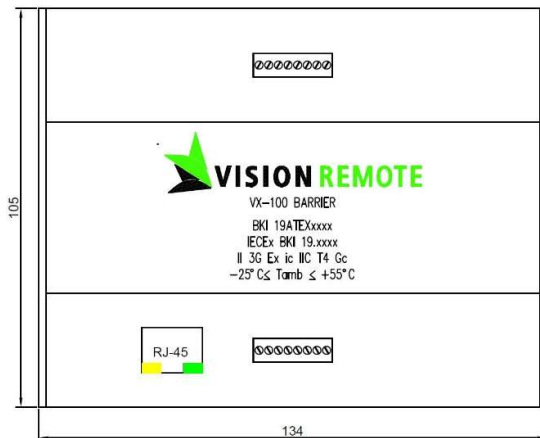 VISION REMOTE
VX-100 BARRIER
BKI 19ATEXxxxx
IECEx BKI 19.xxxx
II 3G Ex ic IIC T4 Gc
-25°C≤ Tamb ≤ +55°C
105
RJ-45
134